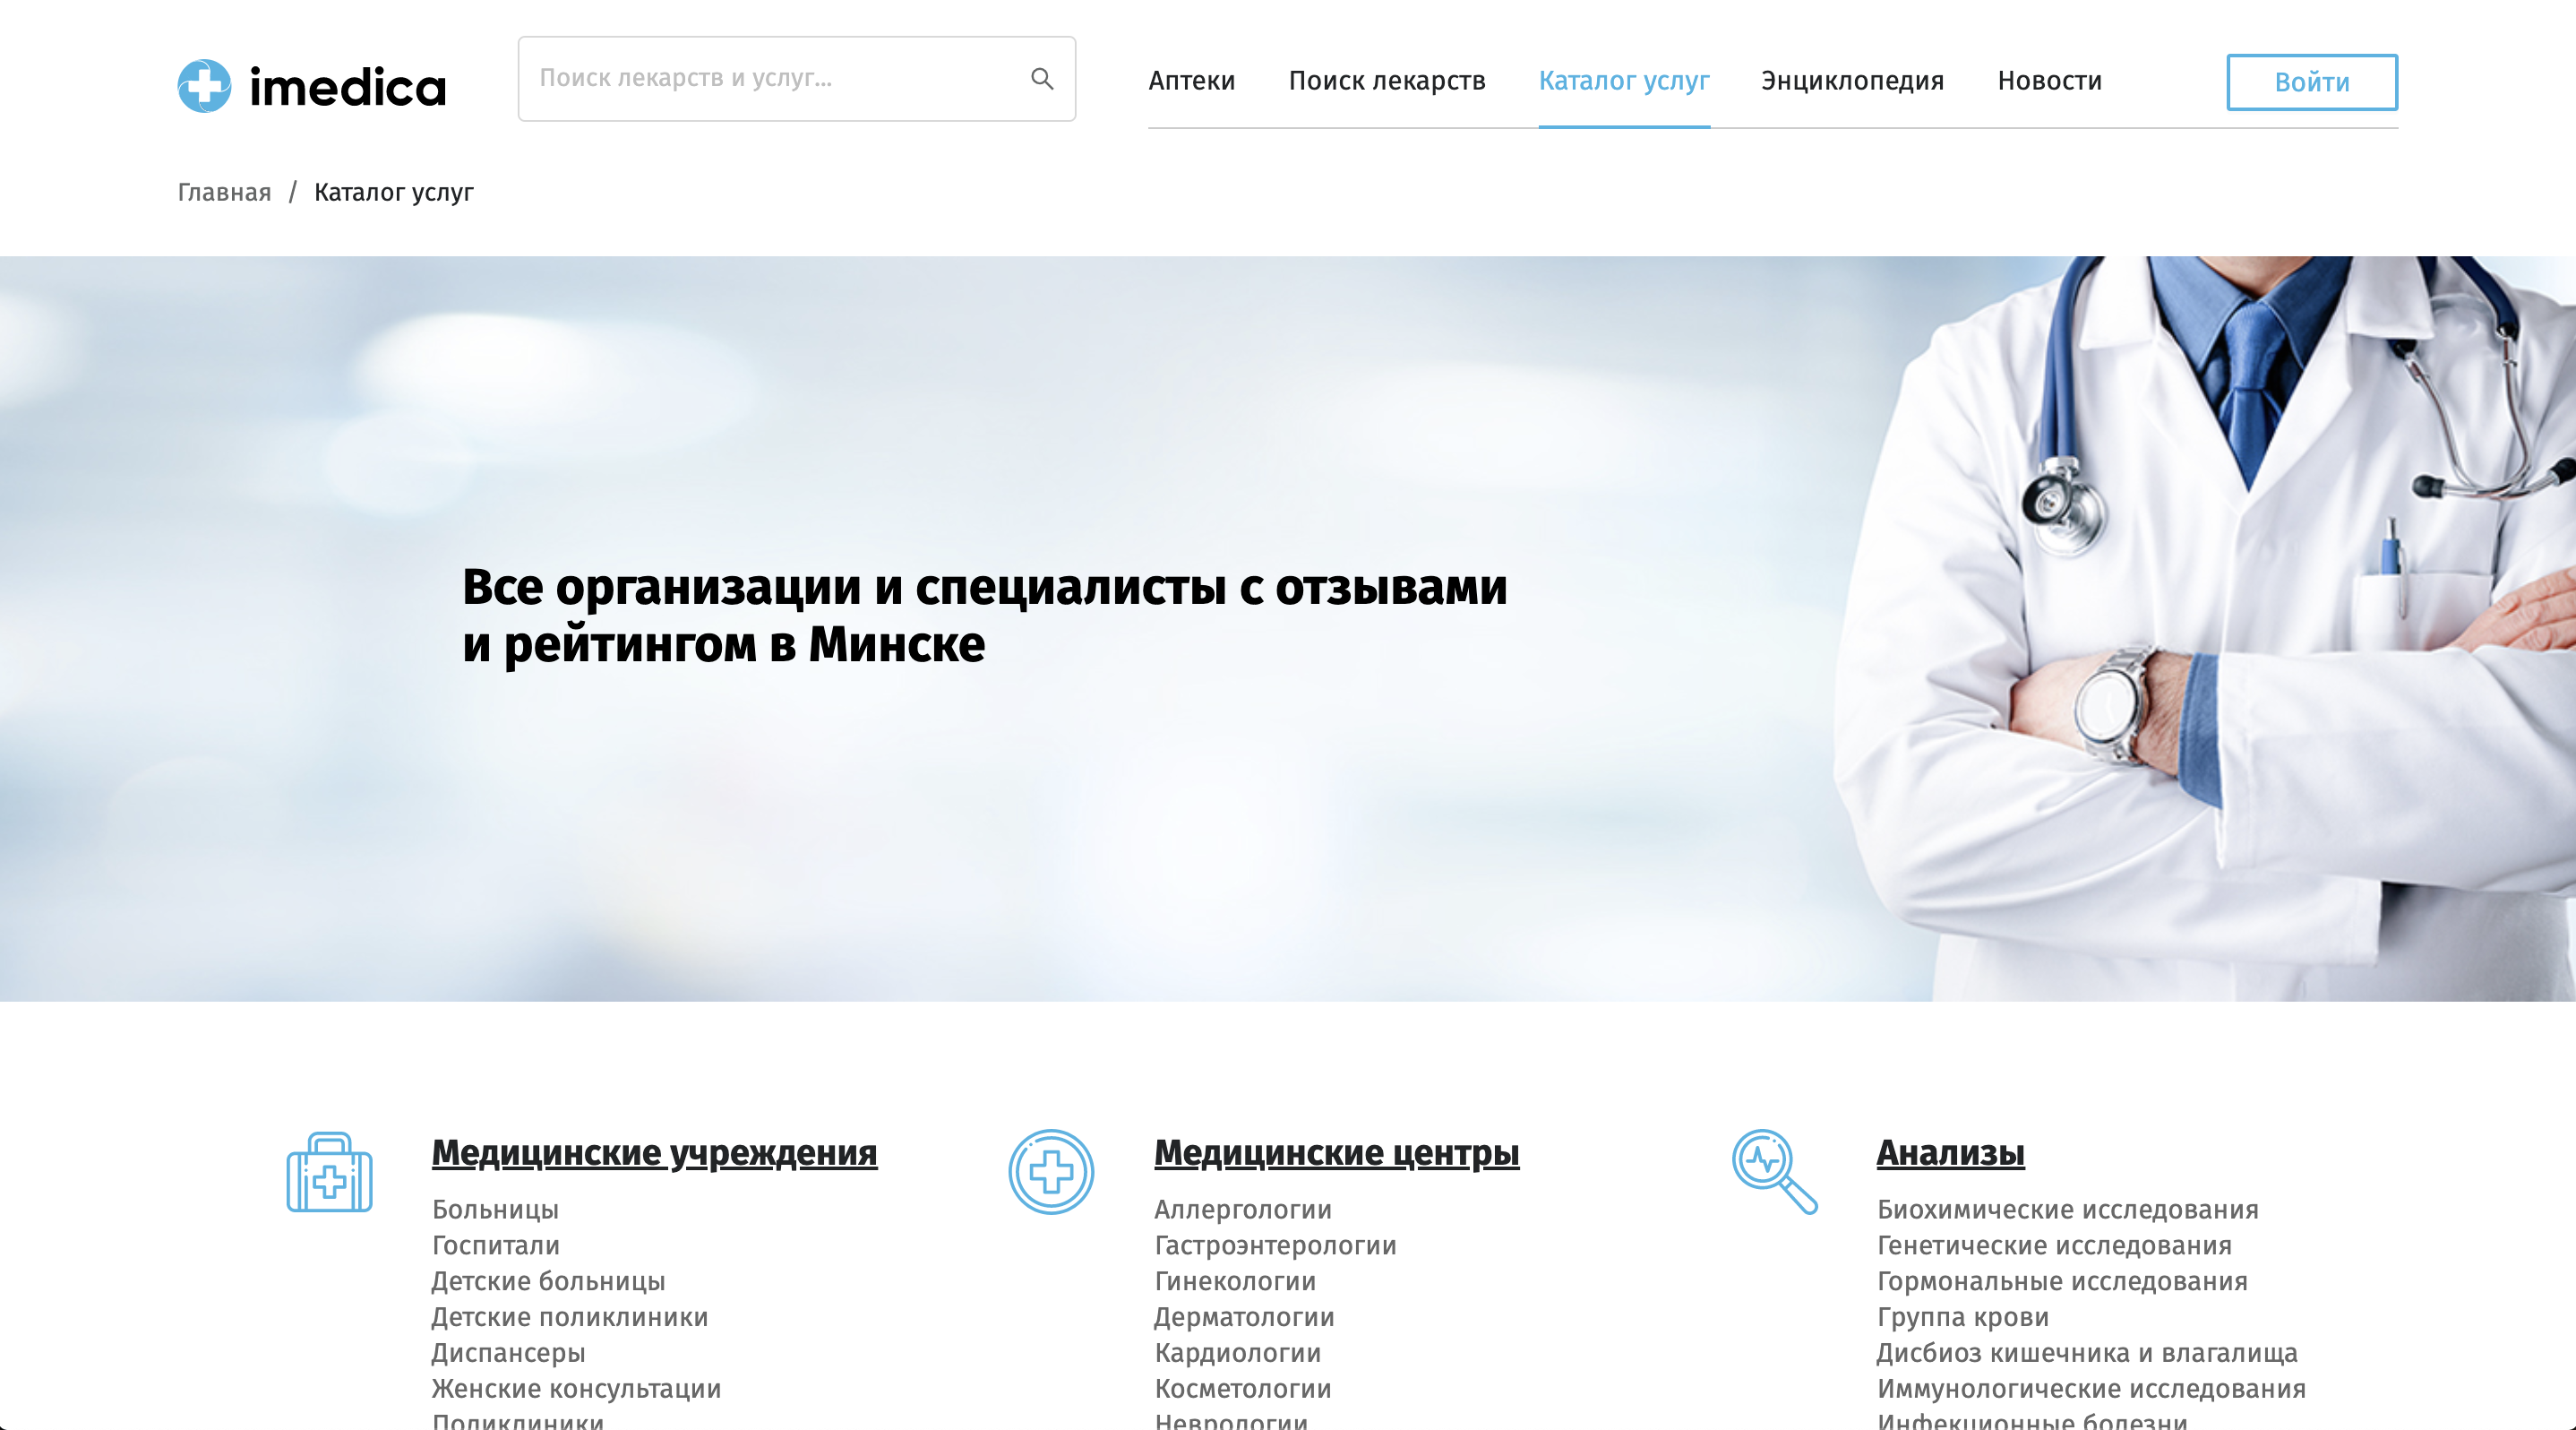 imedica
Поиск лекарств и услуг...
Аптеки
Поиск лекарств
Каталог услуг
Энциклопедия
Новости
Войти
Главная / Каталог услуг
Все организации и специалисты с отзывами
и рейтингом в Минске
Медицинские учреждения
Больницы
Госпитали
Детские больницы
Детские поликлиники
Диспансеры
Женские консультации
Поликлиники
Медицинские центры
Аллергологии
Гастроэнтерологии
Гинекологии
Дерматологии
Кардиологии
Косметологии
Неврологии
Анализы
Биохимические исследования
Генетические исследования
Гормональные исследования
Группа крови
Дисбиоз кишечника и влагалища
Иммунологические исследования
Инфекционные болезни